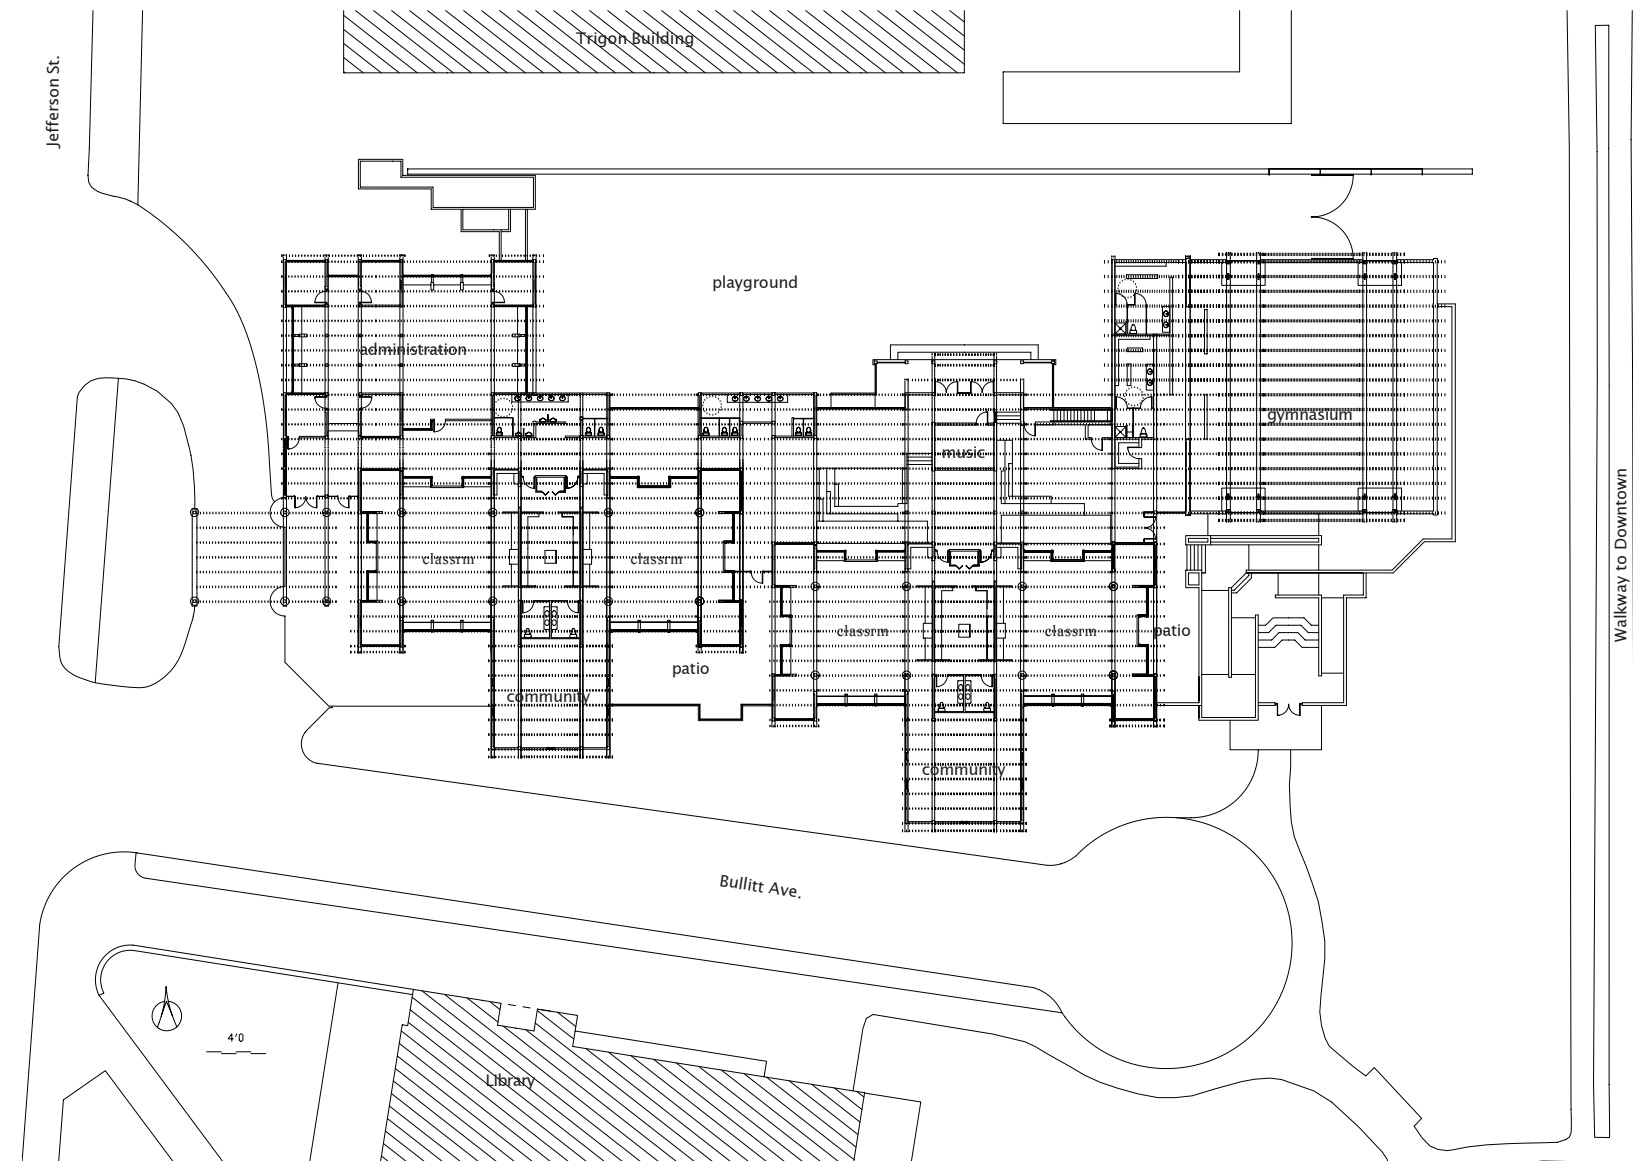 Trigon Building
Jefferson St.
playground
administration
gymnasium
music
classrm
classrm
classrm
classrm
patio
patio
community
community
Walkway to Downtown
Bullitt Ave.
4'0
Library